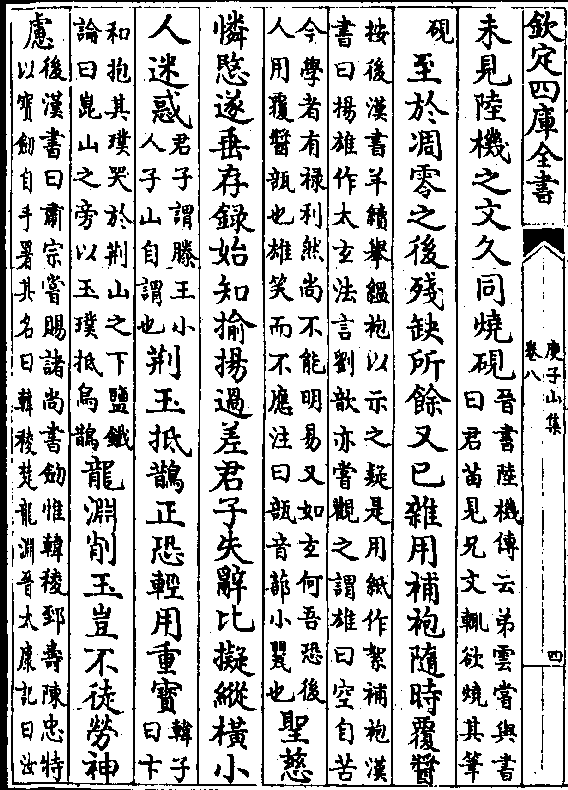 欽定四庫全書
庾子山集
卷八
四
未見陸機之文久同燒硯
晉書陸機傳云弟雲嘗與書
曰君苗見兄文輒欲燒其筆
硯
至於凋零之後殘缺所餘又已雜用補袍隨時覆醬
按後漢書羊續舉緼袍以示之疑是用紙作絮補袍漢
書曰揚雄作太玄法言劉歆亦嘗觀之謂雄曰空自苦
今學者有祿利然尚不能明易又如玄何吾恐後
人用覆醬瓿也雄笑而不應注曰瓿音蔀小甖也
聖慈
憐愍遂垂存録始知揄揚過差君子失辭比擬縱橫小
人迷惑
君子謂滕王小
人子山自謂也
荆玉抵鵲正恐輕用重寳
韓子
曰卞
和抱其璞哭於荆山之下鹽鐵
論曰崑山之旁以玉璞抵烏鵲
龍淵削玉豈不徒勞神
慮
後漢書曰肅宗嘗賜諸尚書劒惟韓稜郅壽陳忠特
以寳劒自手署其名曰韓稜楚龍淵晉太康記曰汝